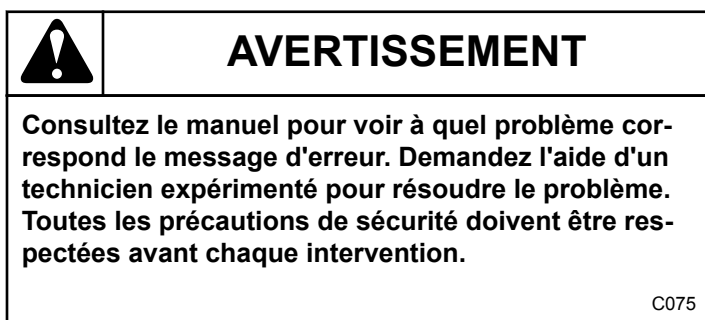 AVERTISSEMENT
Consultez le manuel pour voir à quel problème cor-
respond le message d'erreur. Demandez l'aide d'un
technicien expérimenté pour résoudre le problème.
Toutes les précautions de sécurité doivent être res-
pectées avant chaque intervention.
C075